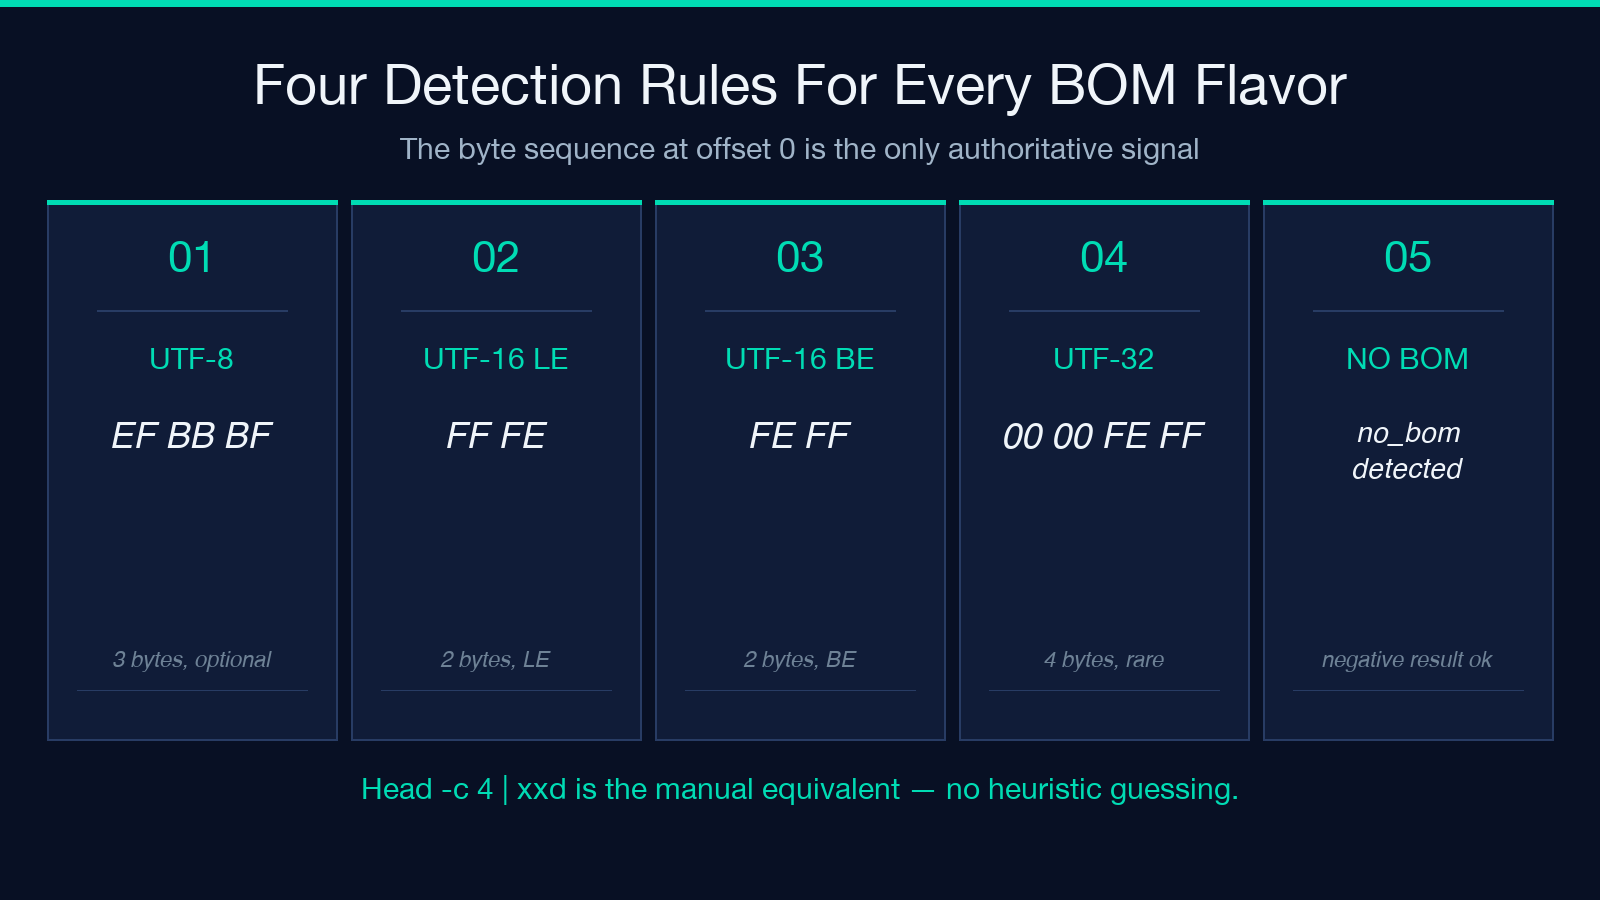 Four Detection Rules For Every BOM Flavor
The byte sequence at offset 0 is the only authoritative signal
01
UTF-8
EF BB BF
3 bytes, optional
02
UTF-16 LE
FF FE
2 bytes, LE
03
UTF-16 BE
FE FF
2 bytes, BE
04
UTF-32
00 00 FE FF
4 bytes, rare
05
NO BOM
no_bom
detected
negative result ok
Head -c 4 | xxd is the manual equivalent — no heuristic guessing.